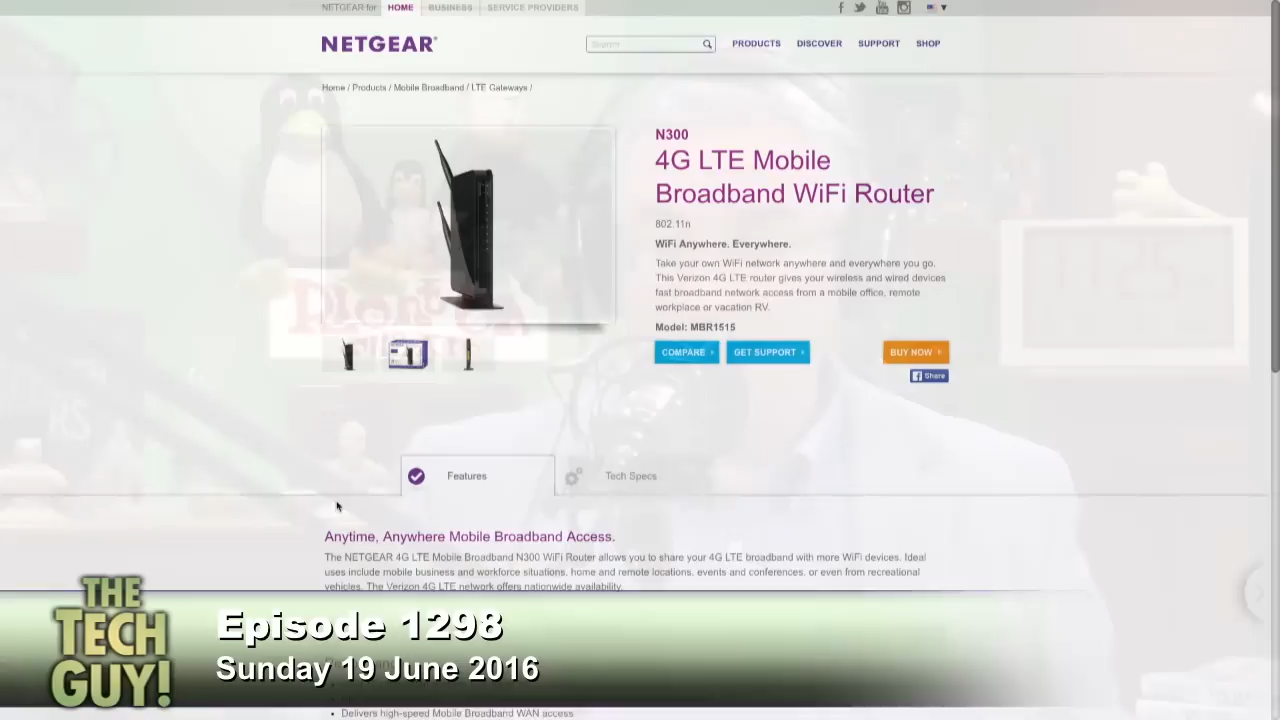 NETGEAR for HOME BUSINESS SERVICE PROVIDERS
NETGEAR®
Search
PRODUCTS DISCOVER SUPPORT SHOP
Home / Products / Mobile Broadband / LTE Gateways /
N300
4G LTE Mobile
Broadband WiFi Router
802.11n
WiFi Anywhere. Everywhere.
Take your own WiFi network anywhere and everywhere you go.
This Verizon 4G LTE router gives your wireless and wired devices
fast broadband network access from a mobile office, remote
workplace or vacation RV.
Model: MBR1515
COMPARE GET SUPPORT BUY NOW
Share
Features Tech Specs
Anytime, Anywhere Mobile Broadband Access.
The NETGEAR 4G LTE Mobile Broadband N300 WiFi Router allows you to share your 4G LTE broadband with more WiFi devices. Ideal
uses include mobile business and workforce situations, home and remote locations, events and conferences, or even from recreational
vehicles. The Verizon 4G LTE network offers nationwide availability.
THE
TECH
GUY!
Episode 1298
Sunday 19 June 2016
• Delivers high-speed Mobile Broadband WAN access